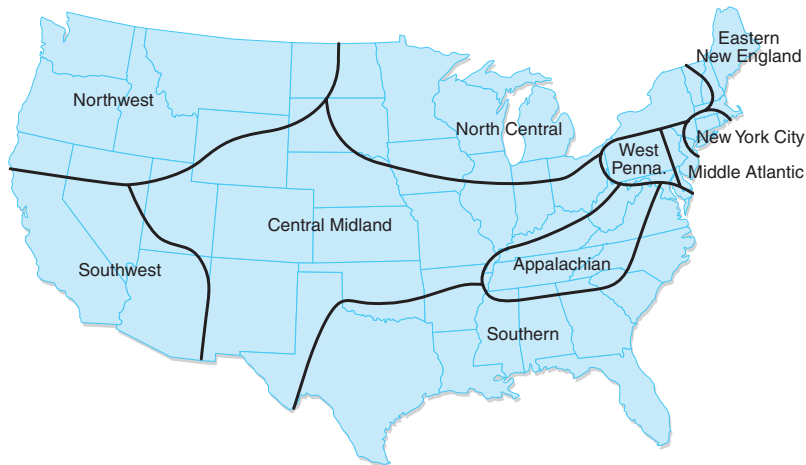 Eastern
New England
Northwest
North Central
New York City
West
Penna.
Middle Atlantic
Central Midland
Southwest
Appalachian
Southern